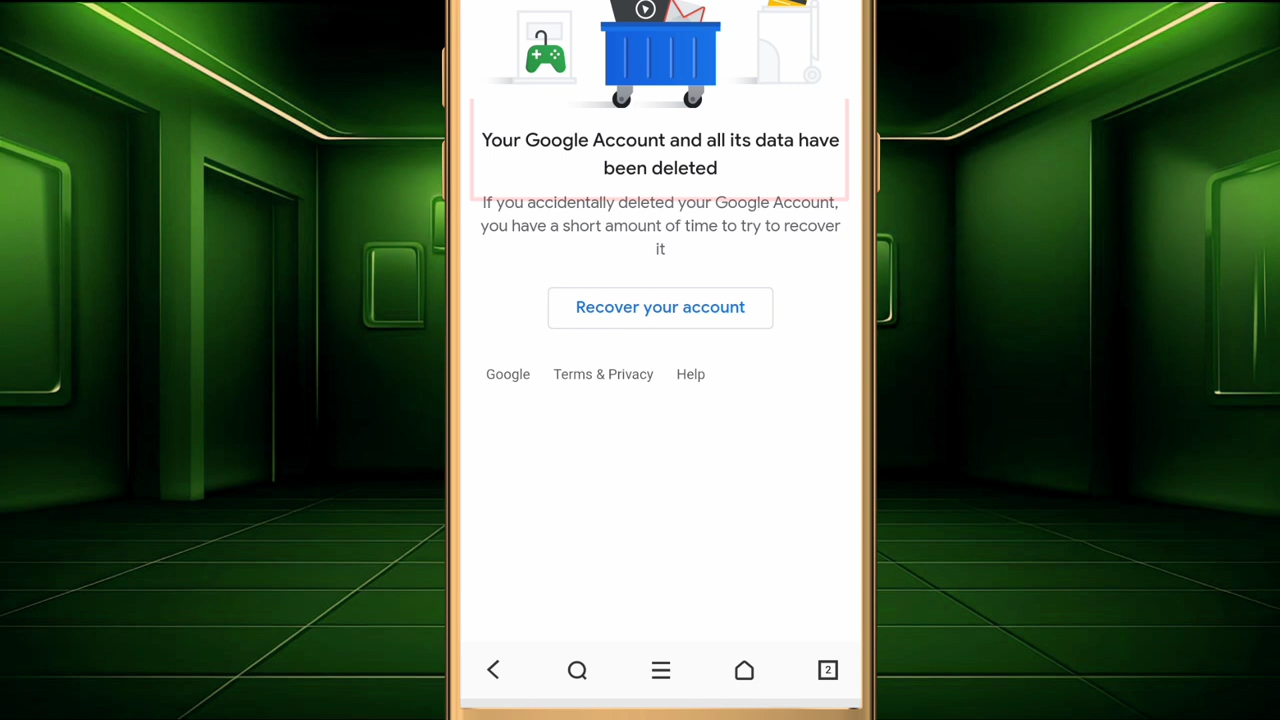 Your Google Account and all its data have
been deleted
If you accidentally deleted your Google Account,
you have a short amount of time to try to recover
it
Recover your account
Google Terms & Privacy Help
2